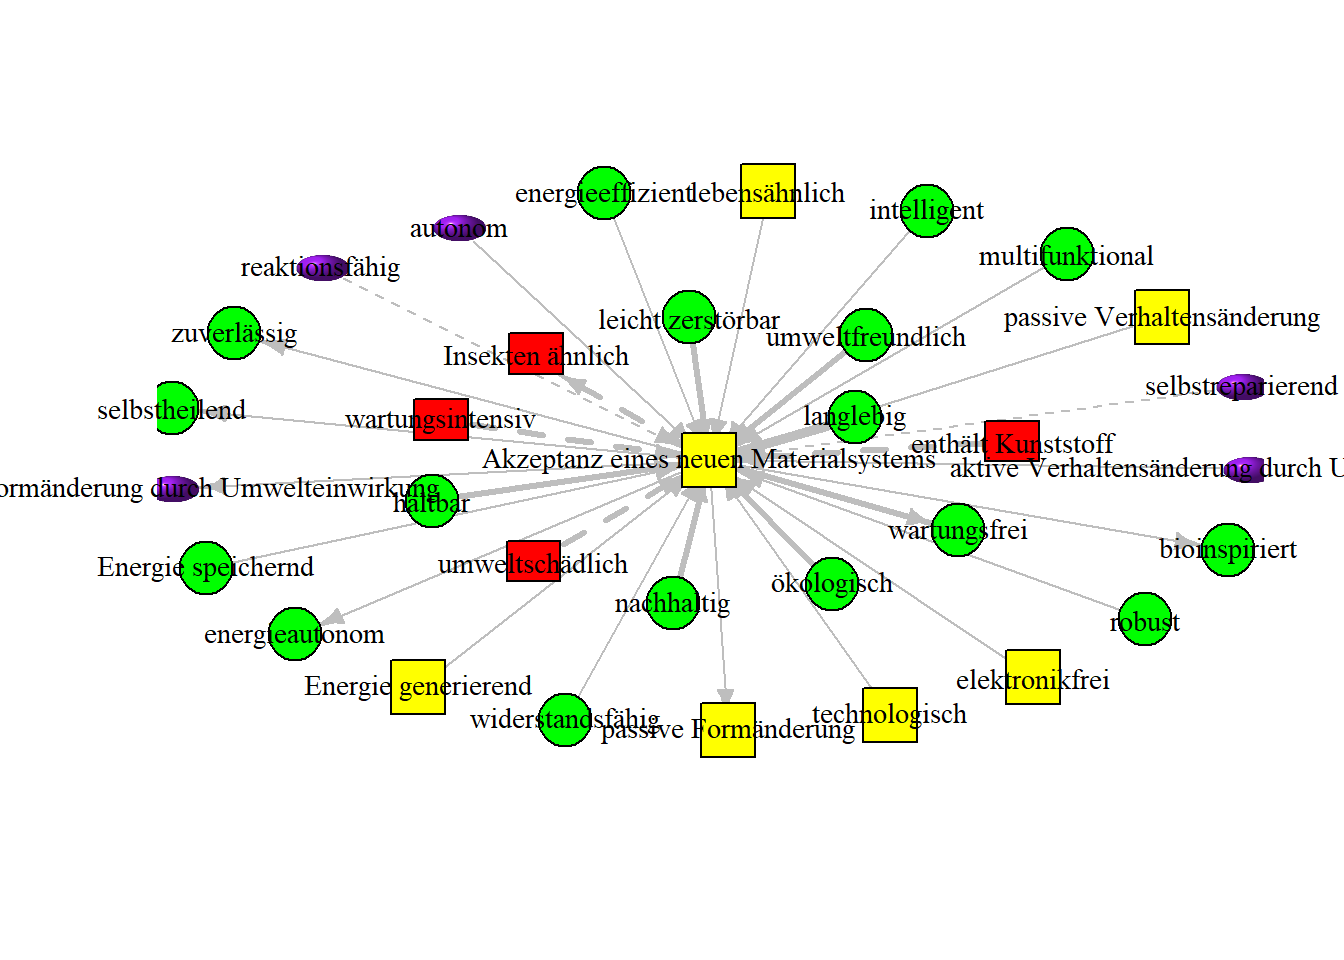 energieeffizient
lebensähnlich
intelligent
autonom
multifunktional
reaktionsfähig
passive Verhaltensänderung
leicht zerstörbar
zuverlässig
umweltfreundlich
Insekten ähnlich
selbstreparierend
selbstheilend
wartungsintensiv
langlebig
enthält Kunststoff
Akzeptanz eines neuen Materialsystems
aktive Verhaltensänderung durch U
ormänderung durch Umwelteinwirkung
haltbar
wartungsfrei
bioinspiriert
Energie speichernd
umweltschädlich
ökologisch
nachhaltig
robust
energieautonom
elektronikfrei
Energie generierend
technologisch
widerstandsfähig
passive Formänderung